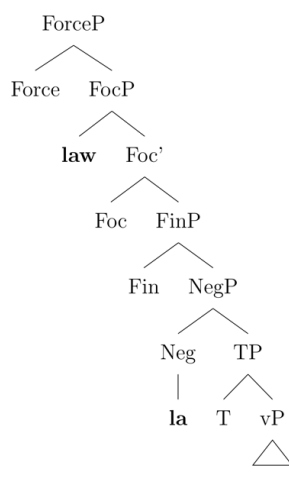 ForceP
Force FocP
law Foc'
Foc FinP
Fin NegP
Neg TP
la T vP